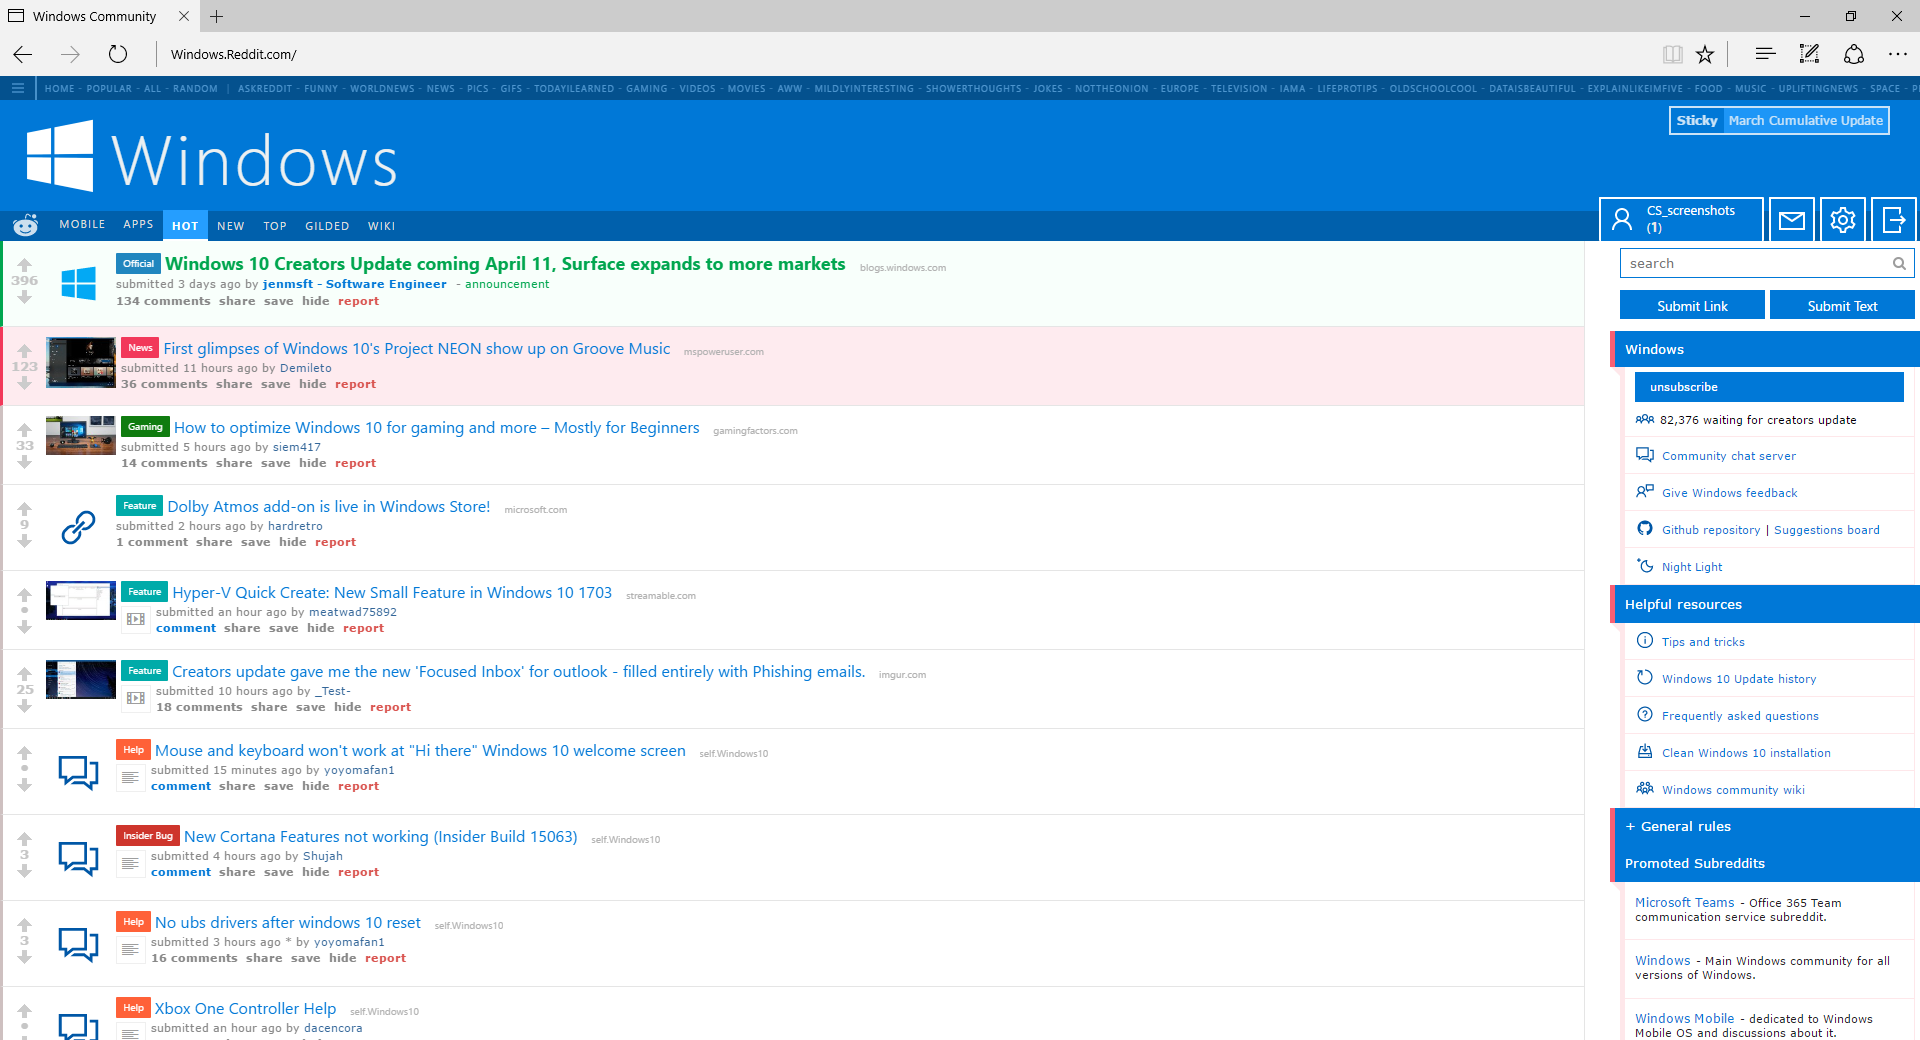 Windows Community
Windows.Reddit.com/
HOME - POPULAR - ALL - RANDOM | ASKREDDIT - FUNNY - WORLDNEWS - NEWS - PICS - GIFS - TODAYILEARNED - GAMING - VIDEOS - MOVIES - AWW - MILDLYINTERESTING - SHOWERTHOUGHTS - JOKES - NOTTHEONION - EUROPE - TELEVISION - IAMA - LIFEPROTIPS - OLDSCHOOLCOOL - DATAISBEAUTIFUL - EXPLAINLIKEIMFIVE - FOOD - MUSIC - UPLIFTINGNEWS - SPACE - P
Sticky March Cumulative Update
Windows
MOBILE APPS HOT NEW TOP GILDED WIKI
CS_screenshots
(1)
396
Official Windows 10 Creators Update coming April 11, Surface expands to more markets blogs.windows.com
submitted 3 days ago by jenmsft - Software Engineer - announcement
134 comments share save hide report
123
News First glimpses of Windows 10's Project NEON show up on Groove Music mspoweruser.com
submitted 11 hours ago by Demileto
36 comments share save hide report
33
Gaming How to optimize Windows 10 for gaming and more – Mostly for Beginners gamingfactors.com
submitted 5 hours ago by siem417
14 comments share save hide report
9
Feature Dolby Atmos add-on is live in Windows Store! microsoft.com
submitted 2 hours ago by hardretro
1 comment share save hide report
•
Feature Hyper-V Quick Create: New Small Feature in Windows 10 1703 streamable.com
submitted an hour ago by meatwad75892
comment share save hide report
25
Feature Creators update gave me the new 'Focused Inbox' for outlook - filled entirely with Phishing emails. imgur.com
submitted 10 hours ago by _Test-
18 comments share save hide report
•
Help Mouse and keyboard won't work at "Hi there" Windows 10 welcome screen self.Windows10
submitted 15 minutes ago by yoyomafan1
comment share save hide report
3
Insider Bug New Cortana Features not working (Insider Build 15063) self.Windows10
submitted 4 hours ago by Shujah
comment share save hide report
3
Help No ubs drivers after windows 10 reset self.Windows10
submitted 3 hours ago * by yoyomafan1
16 comments share save hide report
•
Help Xbox One Controller Help self.Windows10
submitted an hour ago by dacencora
search
Submit Link Submit Text
Windows
unsubscribe
82,376 waiting for creators update
Community chat server
Give Windows feedback
Github repository | Suggestions board
Night Light
Helpful resources
Tips and tricks
Windows 10 Update history
Frequently asked questions
Clean Windows 10 installation
Windows community wiki
+ General rules
Promoted Subreddits
Microsoft Teams - Office 365 Team
communication service subreddit.
Windows - Main Windows community for all
versions of Windows.
Windows Mobile - dedicated to Windows
Mobile OS and discussions about it.